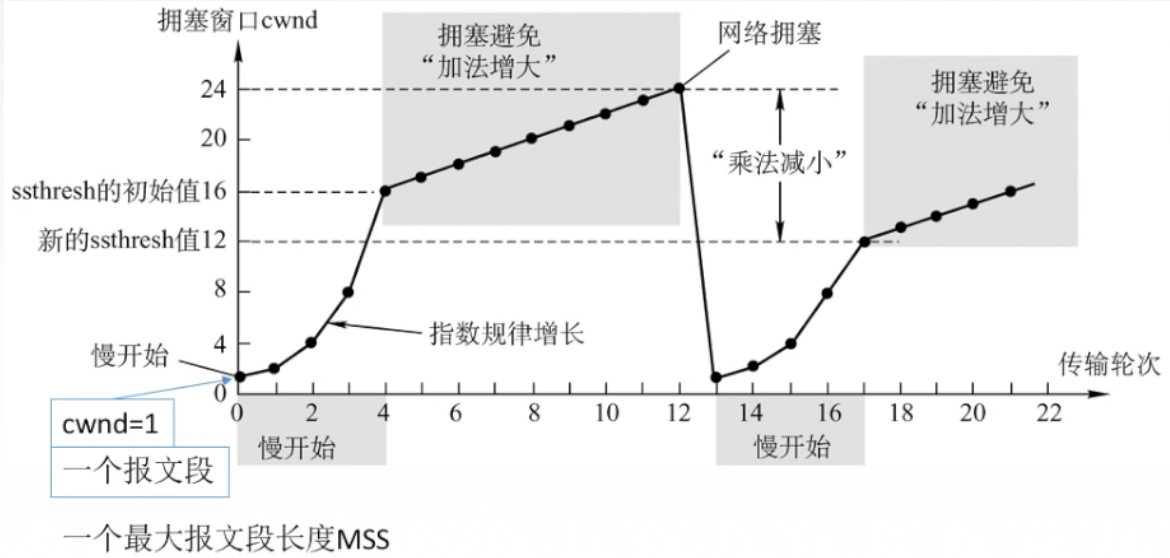 拥塞窗口cwnd
拥塞避免
“加法增大”
网络拥塞
拥塞避免
“加法增大”
24
20
“乘法减小”
ssthresh的初始值16
新的ssthresh值12
8
指数规律增长
4
慢开始
传输轮次
0
0 2 4 6 8 10 12 14 16 18 20 22
cwnd=1
慢开始
慢开始
一个报文段
一个最大报文段长度MSS